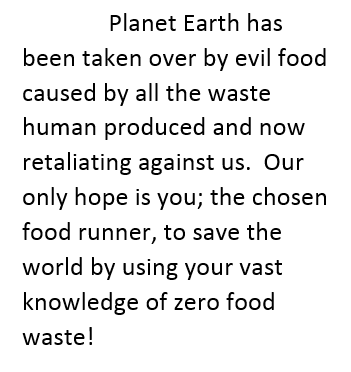 Planet Earth has
been taken over by evil food
caused by all the waste
human produced and now
retaliating against us.  Our
only hope is you; the chosen
food runner, to save the
world by using your vast
knowledge of zero food
waste!